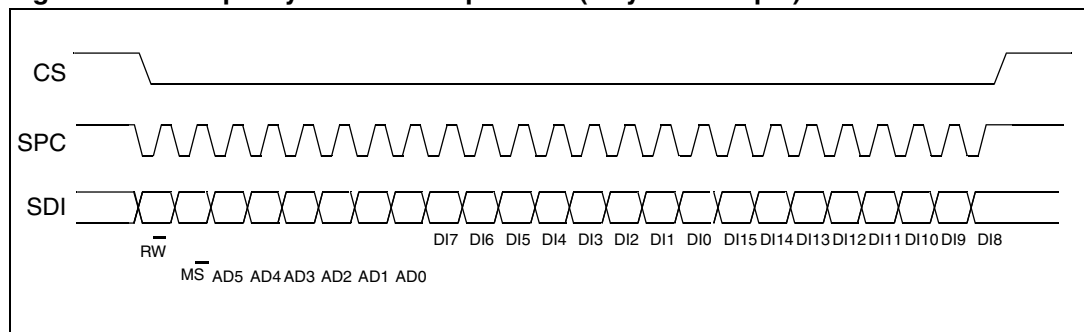 CS
SPC
SDI
DI7 DI6 DI5 DI4 DI3 DI2 DI1 DI0 DI15 DI14 DI13 DI12 DI11 DI10 DI9 DI8
RW
MS AD5 AD4 AD3 AD2 AD1 AD0